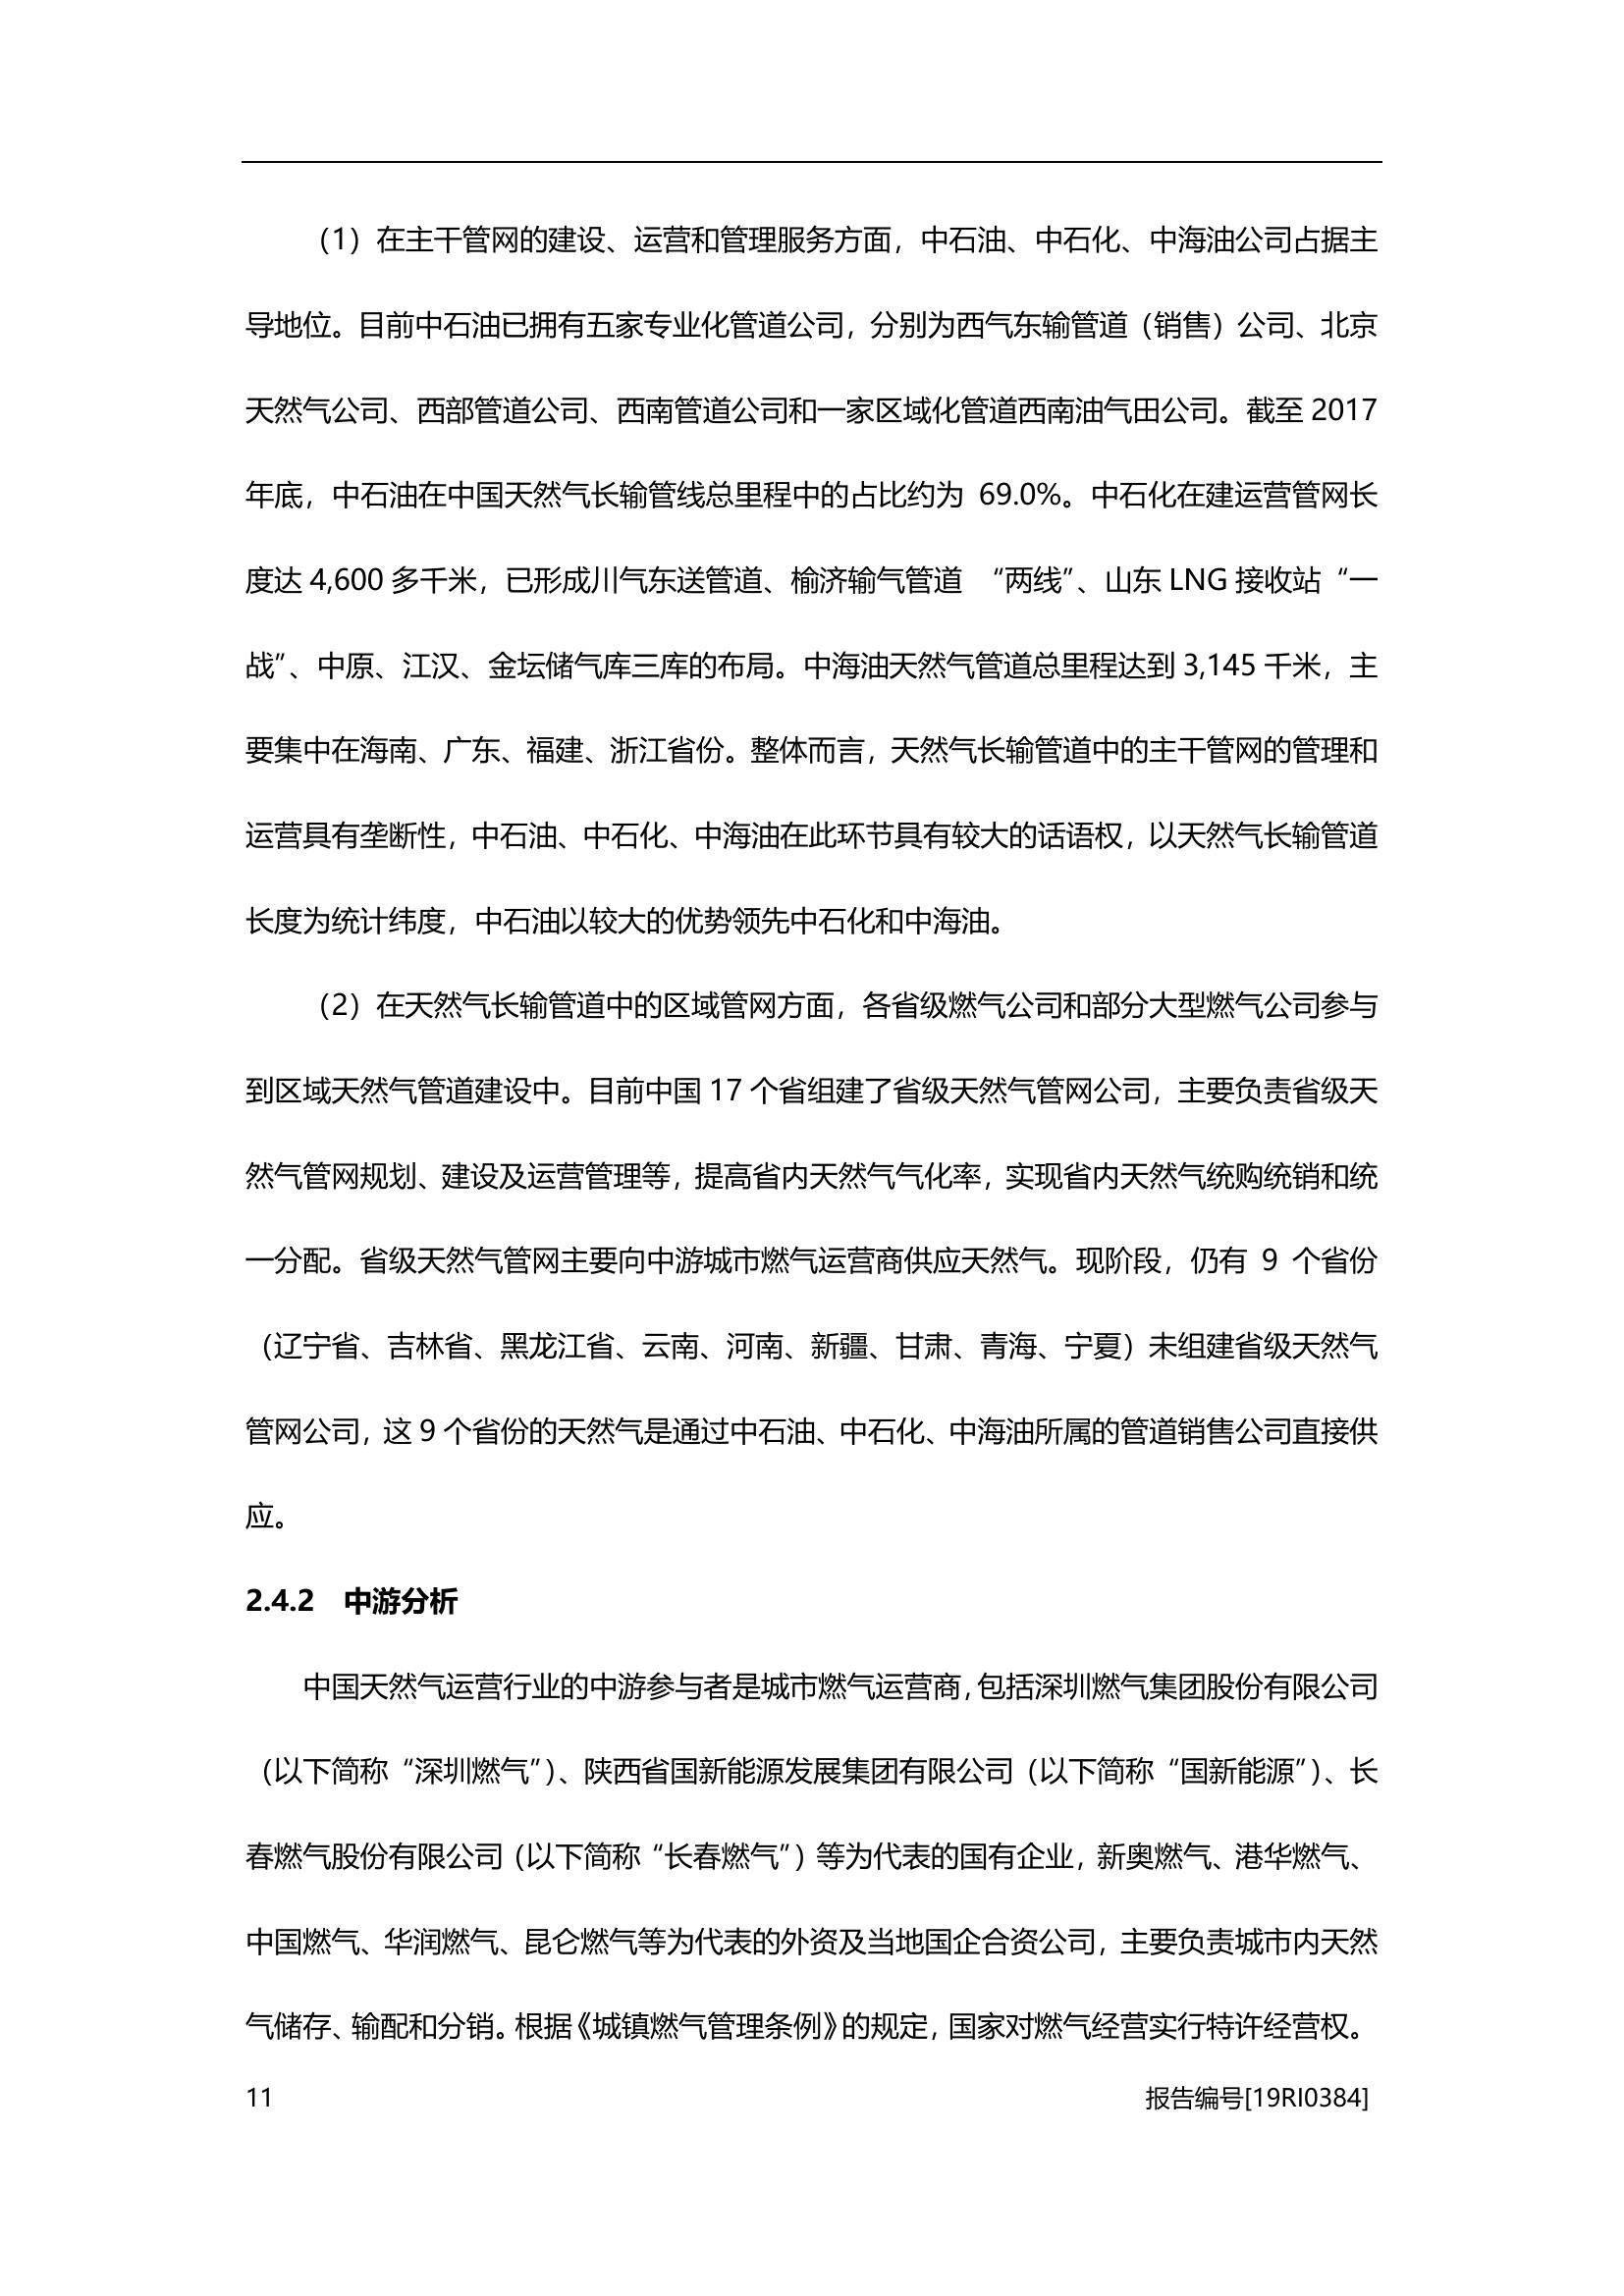 （1）在主干管网的建设、运营和管理服务方面，中石油、中石化、中海油公司占据主
导地位。目前中石油已拥有五家专业化管道公司，分别为西气东输管道（销售）公司、北京
天然气公司、西部管道公司、西南管道公司和一家区域化管道西南油气田公司。截至 2017
年底，中石油在中国天然气长输管线总里程中的占比约为 69.0%。中石化在建运营管网长
度达 4,600 多千米，已形成川气东送管道、榆济输气管道 “两线”、山东 LNG 接收站“一
战”、中原、江汉、金坛储气库三库的布局。中海油天然气管道总里程达到 3,145 千米，主
要集中在海南、广东、福建、浙江省份。整体而言，天然气长输管道中的主干管网的管理和
运营具有垄断性，中石油、中石化、中海油在此环节具有较大的话语权，以天然气长输管道
长度为统计纬度，中石油以较大的优势领先中石化和中海油。
（2）在天然气长输管道中的区域管网方面，各省级燃气公司和部分大型燃气公司参与
到区域天然气管道建设中。目前中国 17 个省组建了省级天然气管网公司，主要负责省级天
然气管网规划、建设及运营管理等，提高省内天然气气化率，实现省内天然气统购统销和统
一分配。省级天然气管网主要向中游城市燃气运营商供应天然气。现阶段，仍有 9 个省份
（辽宁省、吉林省、黑龙江省、云南、河南、新疆、甘肃、青海、宁夏）未组建省级天然气
管网公司，这 9 个省份的天然气是通过中石油、中石化、中海油所属的管道销售公司直接供
应。
2.4.2 中游分析
中国天然气运营行业的中游参与者是城市燃气运营商，包括深圳燃气集团股份有限公司
（以下简称“深圳燃气”）、陕西省国新能源发展集团有限公司（以下简称“国新能源”）、长
春燃气股份有限公司（以下简称“长春燃气”）等为代表的国有企业，新奥燃气、港华燃气、
中国燃气、华润燃气、昆仑燃气等为代表的外资及当地国企合资公司，主要负责城市内天然
气储存、输配和分销。根据《城镇燃气管理条例》的规定，国家对燃气经营实行特许经营权。
11 报告编号[19RI0384]